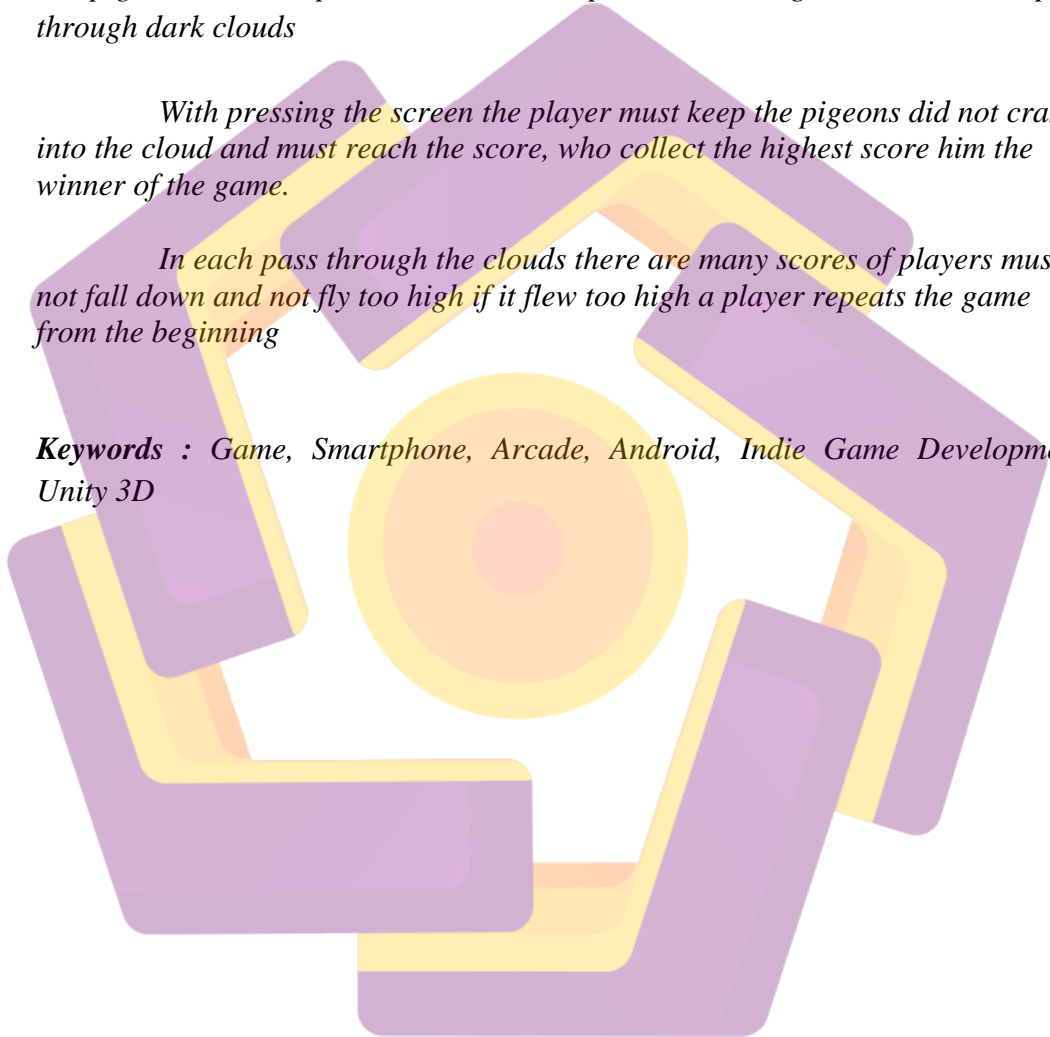 through dark clouds
With pressing the screen the player must keep the pigeons did not
into the cloud and must reach the score, who collect the highest score him the
winner of the game.
In each pass through the clouds there are many scores of players
not fall down and not fly too high if it flew too high a player repeats the game
from the beginning
Keywords : Game, Smartphone, Arcade, Android, Indie Game
Unity 3D